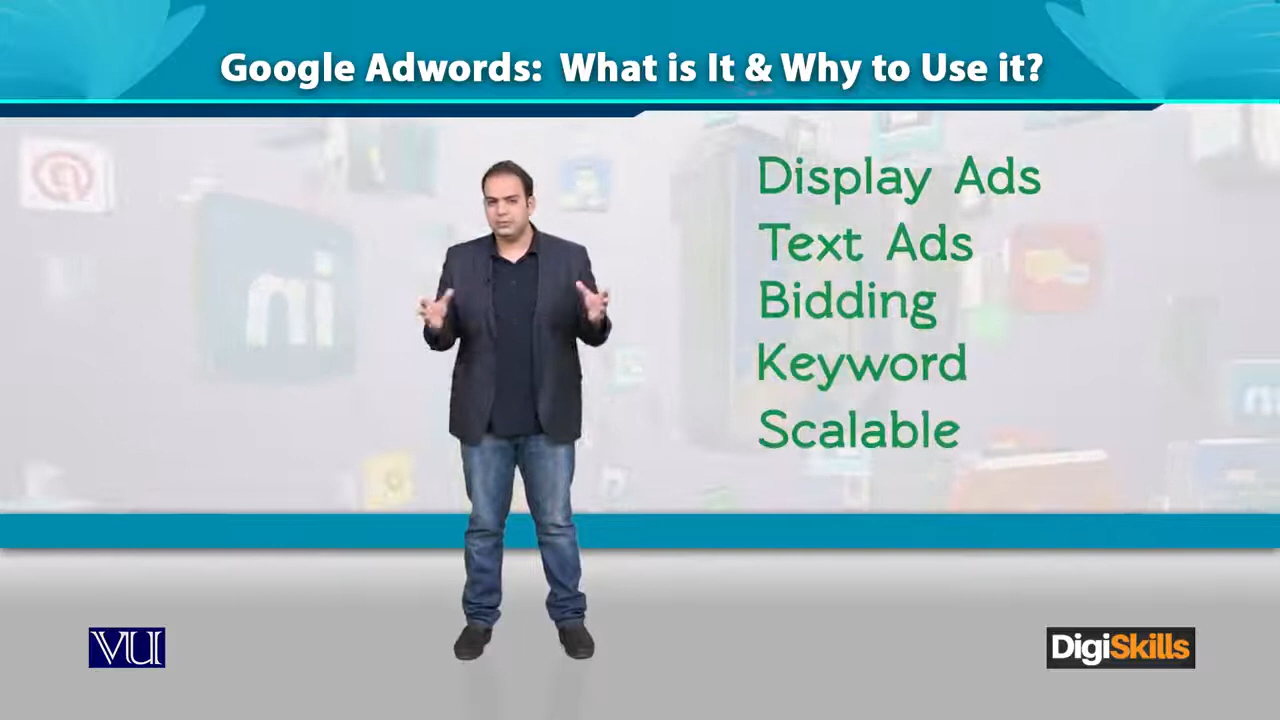 Google Adwords:  What is It & Why to Use it?
Display Ads
Text Ads
Bidding
Keyword
Scalable
VU
DigiSkills